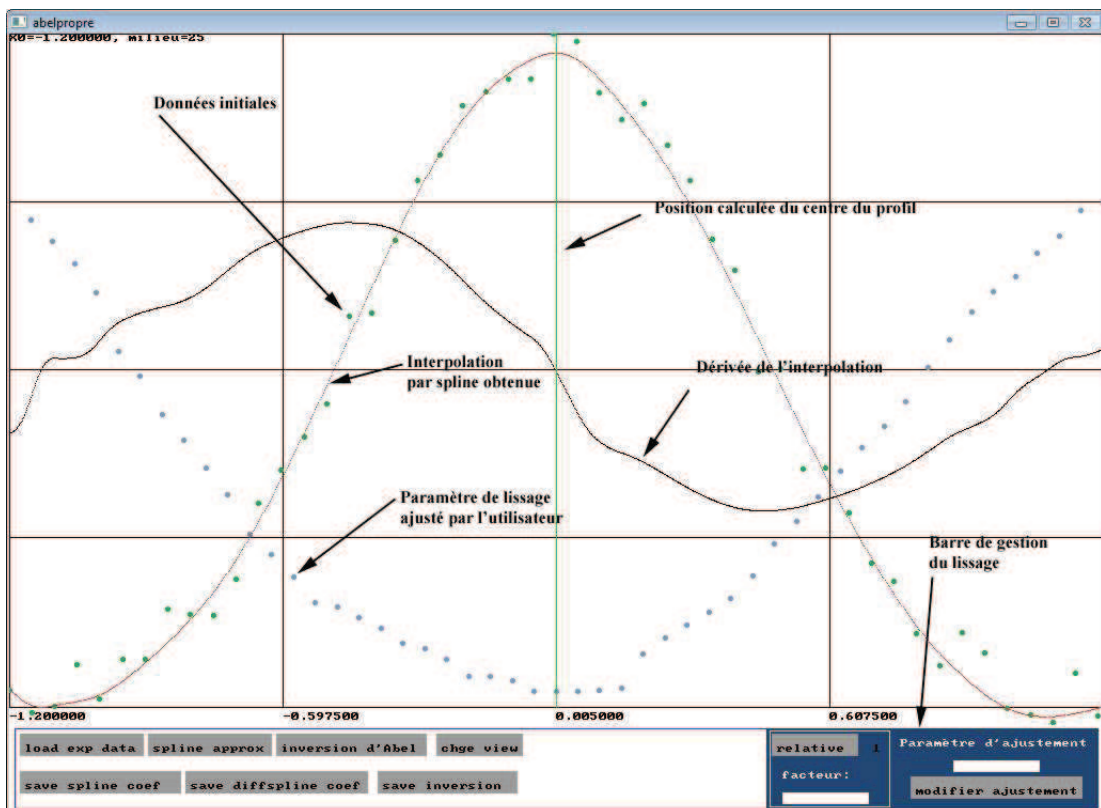 abelpropre
X0=-1.200000, milieu=25
Données initiales
Position calculée du centre du profil
Interpolation
par spline obtenue
Dérivée de l'interpolation
Paramètre de lissage
ajusté par l'utilisateur
Barre de gestion
du lissage
-1.200000
-0.597500
0.005000
0.607500
load exp data
spline approx
inversion d'Abel
chge view
relative
1
Paramètre d'ajustement
save spline coef
save diffspline coef
save inversion
facteur:
modifier ajustement